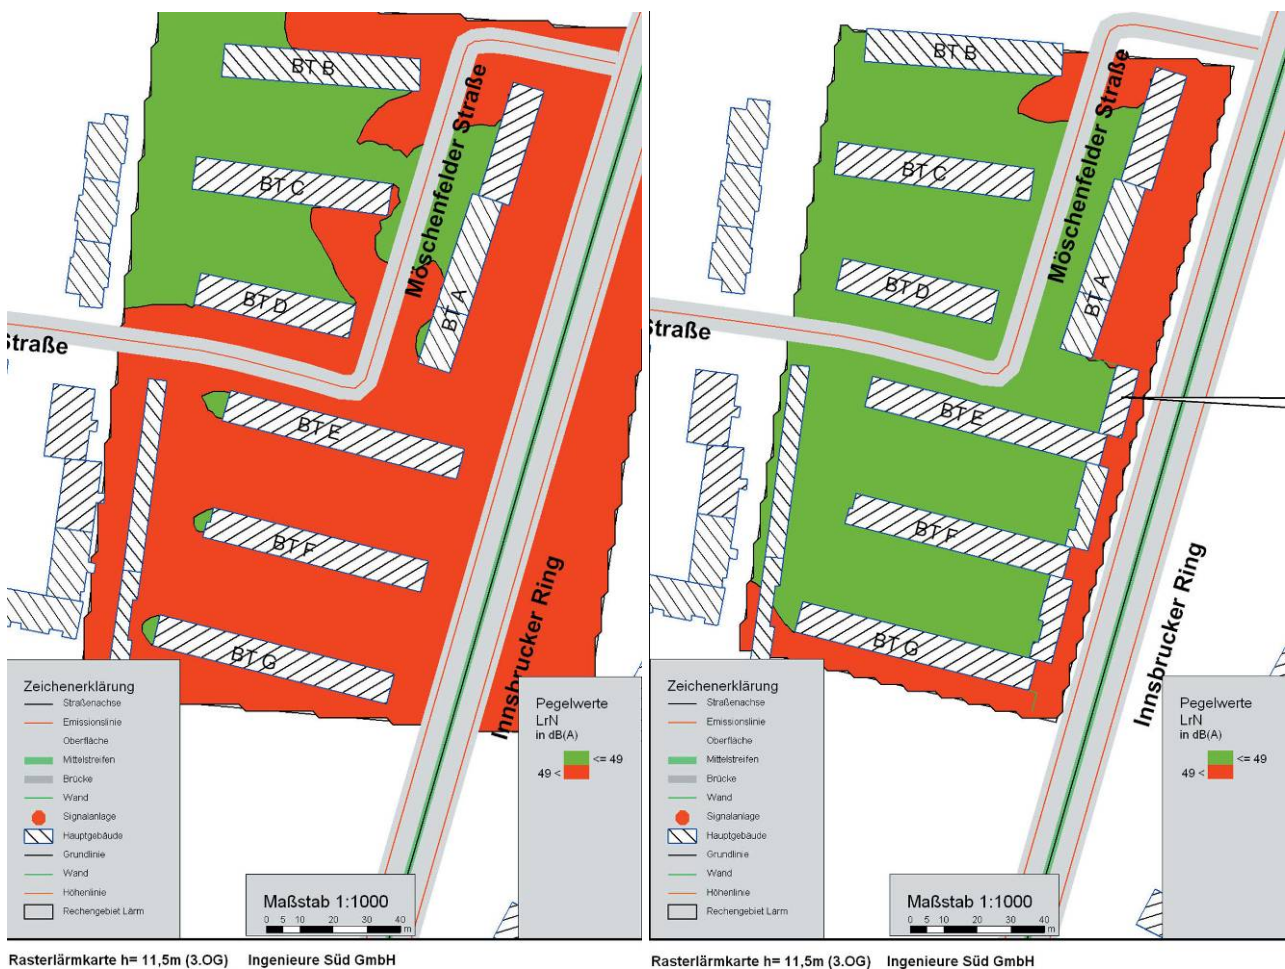 BT B
BT C
BT D
BT A
BT E
BT F
BT G
Möschenfelder Straße
Straße
Innsbrucker Ring
Zeichenerklärung
Straßenachse
Emissionslinie
Oberfläche
Mittelstreifen
Brücke
Wand
Signalanlage
Hauptgebäude
Grundlinie
Wand
Höhenlinie
Rechengebiet Lärm
Maßstab 1:1000
0 5 10 20 30 40
m
Pegelwerte
LrN
in dB(A)
<= 49
49 <
Rasterlärmkarte h= 11,5m (3.OG) Ingenieure Süd GmbH
BT B
BT C
BT D
BT A
BT E
BT F
BT G
Möschenfelder Straße
Straße
Innsbrucker Ring
Zeichenerklärung
Straßenachse
Emissionslinie
Oberfläche
Mittelstreifen
Brücke
Wand
Signalanlage
Hauptgebäude
Grundlinie
Wand
Höhenlinie
Rechengebiet Lärm
Maßstab 1:1000
0 5 10 20 30 40
m
Pegelwerte
LrN
in dB(A)
<= 49
49 <
Rasterlärmkarte h= 11,5m (3.OG) Ingenieure Süd GmbH